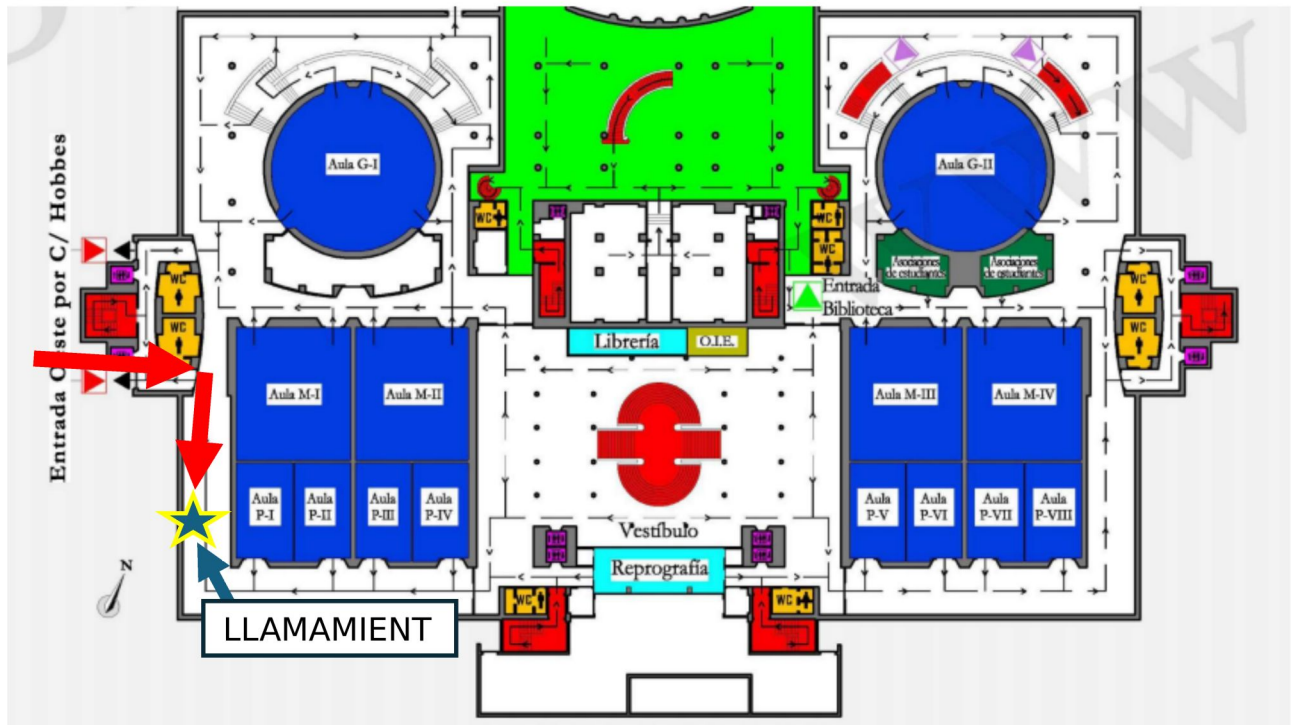 Aula G-I
Aula G-II
WC
WC
WC
WC
Asociaciones
de estudiantes
Asociaciones
de estudiantes
Entrada Oeste por C/ Hobbes
WC
WC
Entrada
Biblioteca
WC
WC
Librería
O.I.E.
Aula M-I
Aula M-II
Aula M-III
Aula M-IV
Aula
P-I
Aula
P-II
Aula
P-III
Aula
P-IV
Aula
P-V
Aula
P-VI
Aula
P-VII
Aula
P-VIII
Vestíbulo
Reprografía
N
WC
WC
LLAMAMIENT